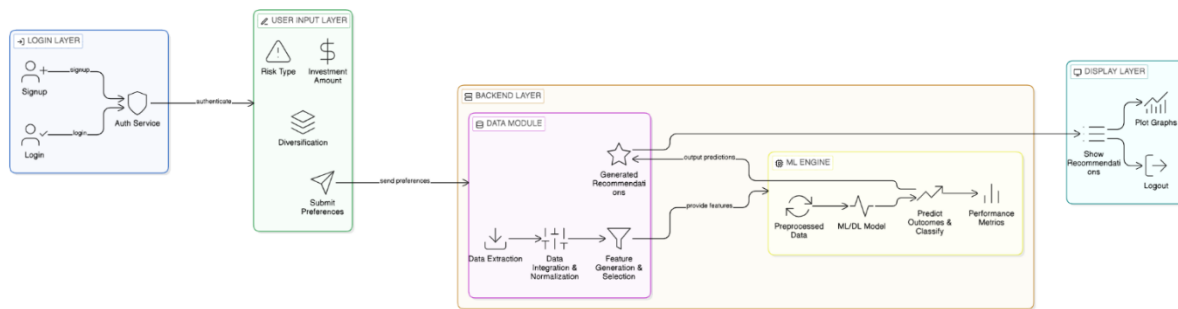 LOGIN LAYER
signup
Signup
login
Login
Auth Service
authenticate
USER INPUT LAYER
Risk Type
Investment
Amount
Diversification
Submit
Preferences
send preferences
BACKEND LAYER
DATA MODULE
Generated
Recommendati
ons
Data Extraction
Data
Integration &
Normalization
Feature
Generation &
Selection
output predictions
provide features
ML ENGINE
Preprocessed
Data
ML/DL Model
Predict
Outcomes &
Classify
Performance
Metrics
DISPLAY LAYER
Show
Recommendati
ons
Plot Graphs
Logout